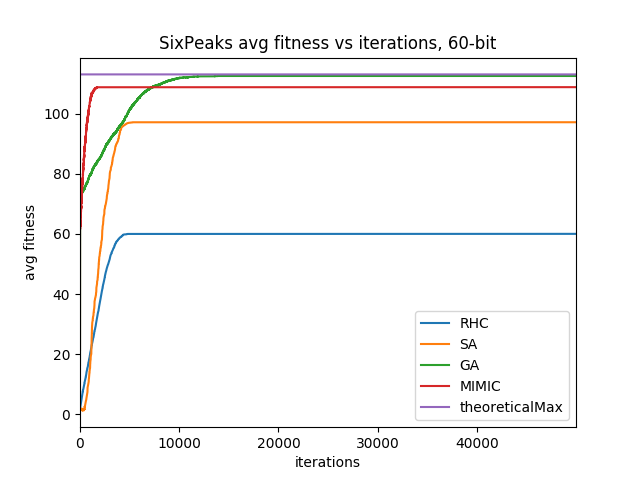 SixPeaks avg fitness vs iterations, 60-bit
avg fitness
100
80
60
40
20
0
0 10000 20000 30000 40000
iterations
RHC
SA
GA
MIMIC
theoreticalMax